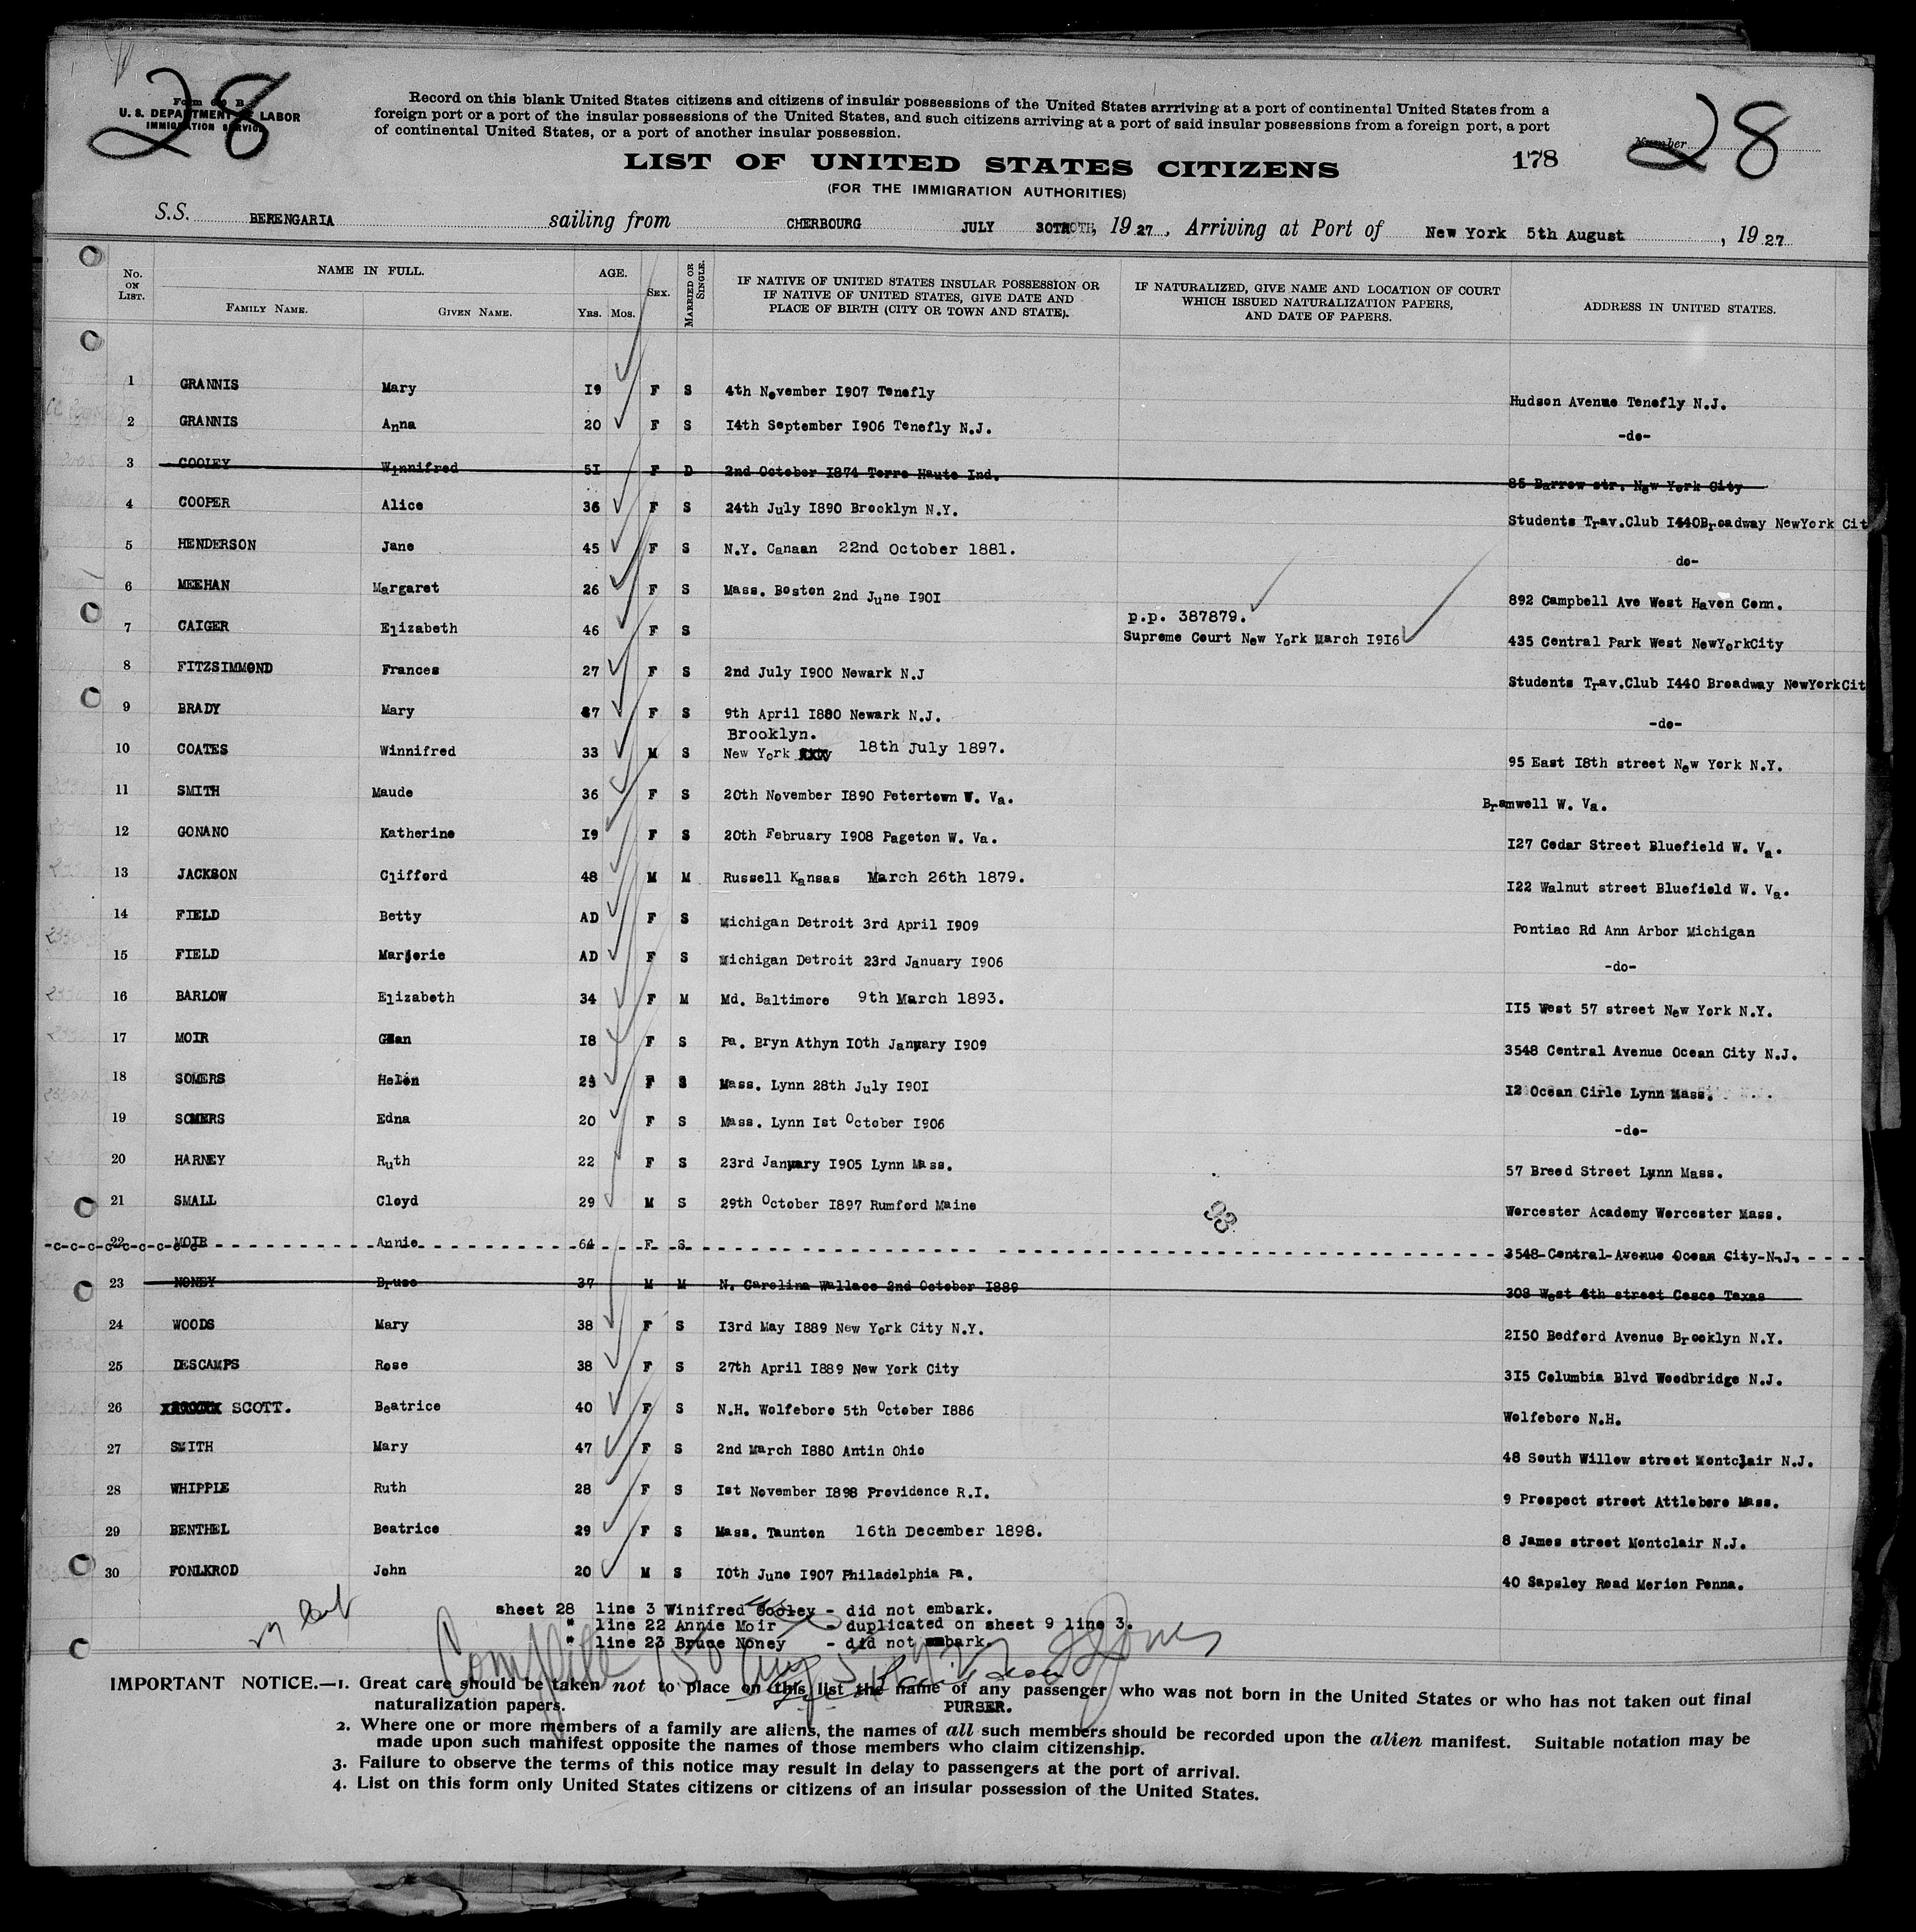 28
Form 630 B
U. S. DEPARTMENT OF LABOR
IMMIGRATION SERVICE
Record on this blank United States citizens and citizens of insular possessions of the United States arrriving at a port of continental United States from a
foreign port or a port of the insular possessions of the United States, and such citizens arriving at a port of said insular possessions from a foreign port, a port
of continental United States, or a port of another insular possession.
LIST OF UNITED STATES CITIZENS
(FOR THE IMMIGRATION AUTHORITIES)
178
Number 28
S.S. BERENGARIA sailing from CHERBOURG JULY 30TH, 1927, Arriving at Port of New York 5th August, 1927
No. ON LIST. NAME IN FULL. AGE. SEX. MARRIED OR SINGLE. IF NATIVE OF UNITED STATES INSULAR POSSESSION OR IF NATIVE OF UNITED STATES, GIVE DATE AND PLACE OF BIRTH (CITY OR TOWN AND STATE). IF NATURALIZED, GIVE NAME AND LOCATION OF COURT WHICH ISSUED NATURALIZATION PAPERS, AND DATE OF PAPERS. ADDRESS IN UNITED STATES.
FAMILY NAME. GIVEN NAME. Yrs. Mos.
1 GRANNIS Mary 19 F S 4th November 1907 Tenefly Hudson Avenue Tenefly N.J.
2 GRANNIS Anna 20 F S 14th September 1906 Tenefly N.J. -do-
3 COOLEY Winnifred 51 F D 2nd October 1874 Terre Haute Ind. 85 Barrow str. New York City
4 COOPER Alice 36 F S 24th July 1890 Brooklyn N.Y. Students Trav.Club 1440Broadway NewYork Cit
5 HENDERSON Jane 45 F S N.Y. Canaan 22nd October 1881. do-
6 MEEHAN Margaret 26 F S Mass. Boston 2nd June 1901 892 Campbell Ave West Haven Conn.
7 CAIGER Elizabeth 46 F S p.p. 387879. Supreme Court New York March 1916 435 Central Park West NewYorkCity
8 FITZSIMMOND Frances 27 F S 2nd July 1900 Newark N.J Students Trav.Club 1440 Broadway NewYorkCit
9 BRADY Mary 37 F S 9th April 1880 Newark N.J. -do-
10 COATES Winnifred 33 M S Brooklyn. New York 18th July 1897. 95 East 18th street New York N.Y.
11 SMITH Maude 36 F S 20th November 1890 Petertown W. Va. Bramwell W. Va.
12 GONANO Katherine 19 F S 20th February 1908 Pageton W. Va. 127 Cedar Street Bluefield W. Va.
13 JACKSON Clifford 48 M M Russell Kansas March 26th 1879. 122 Walnut street Bluefield W. Va.
14 FIELD Betty AD F S Michigan Detroit 3rd April 1909 Pontiac Rd Ann Arbor Michigan
15 FIELD Marjorie AD F S Michigan Detroit 23rd January 1906 -do-
16 BARLOW Elizabeth 34 F M Md. Baltimore 9th March 1893. 115 West 57 street New York N.Y.
17 MOIR 18 F S Pa. Bryn Athyn 10th January 1909 3548 Central Avenue Ocean City N.J.
18 SOMERS Helen F S Mass. Lynn 28th July 1901 12 Ocean Cirle Lynn Mass.
19 SOMERS Edna 20 F S Mass. Lynn 1st October 1906 -do-
20 HARNEY Ruth 22 F S 23rd January 1905 Lynn Mass. 57 Breed Street Lynn Mass.
21 SMALL Cloyd 29 M S 29th October 1897 Rumford Maine Worcester Academy Worcester Mass.
93
-c-c-c-c-c-c-c-c- 22 MOIR Annie 64 F S 3548 Central Avenue Ocean City N.J.
23 NONEY Bruse 37 M M N. Carolina Wallace 2nd October 1889 308 West 6th street Cesco Texas
24 WOODS Mary 38 F S 13rd May 1889 New York City N.Y. 2150 Bedford Avenue Brooklyn N.Y.
25 DESCAMPS Rose 38 F S 27th April 1889 New York City 315 Columbia Blvd Woodbridge N.J.
26 SCOTT. Beatrice 40 F S N.H. Wolfeboro 5th October 1886 Wolfeboro N.H.
27 SMITH Mary 47 F S 2nd March 1880 Antin Ohio 48 South Willow street Montclair N.J.
28 WHIPPLE Ruth 28 F S 1st November 1898 Providence R.I. 9 Prospect street Attleboro Mass.
29 BENTHEL Beatrice 29 F S Mass. Taunton 16th December 1898. 8 James street Montclair N.J.
30 FONLKROD John 20 M S 10th June 1907 Philadelphia Pa. 40 Sapsley Road Merion Penna.
sheet 28 line 3 Winifred Cooley - did not embark.
" line 22 Annie Moir - duplicated on sheet 9 line 3.
" line 23 Bruce Noney - did not embark.
PURSER.
IMPORTANT NOTICE.—1. Great care should be taken not to place on this list the name of any passenger who was not born in the United States or who has not taken out final
naturalization papers.
2. Where one or more members of a family are aliens, the names of all such members should be recorded upon the alien manifest. Suitable notation may be
made upon such manifest opposite the names of those members who claim citizenship.
3. Failure to observe the terms of this notice may result in delay to passengers at the port of arrival.
4. List on this form only United States citizens or citizens of an insular possession of the United States.